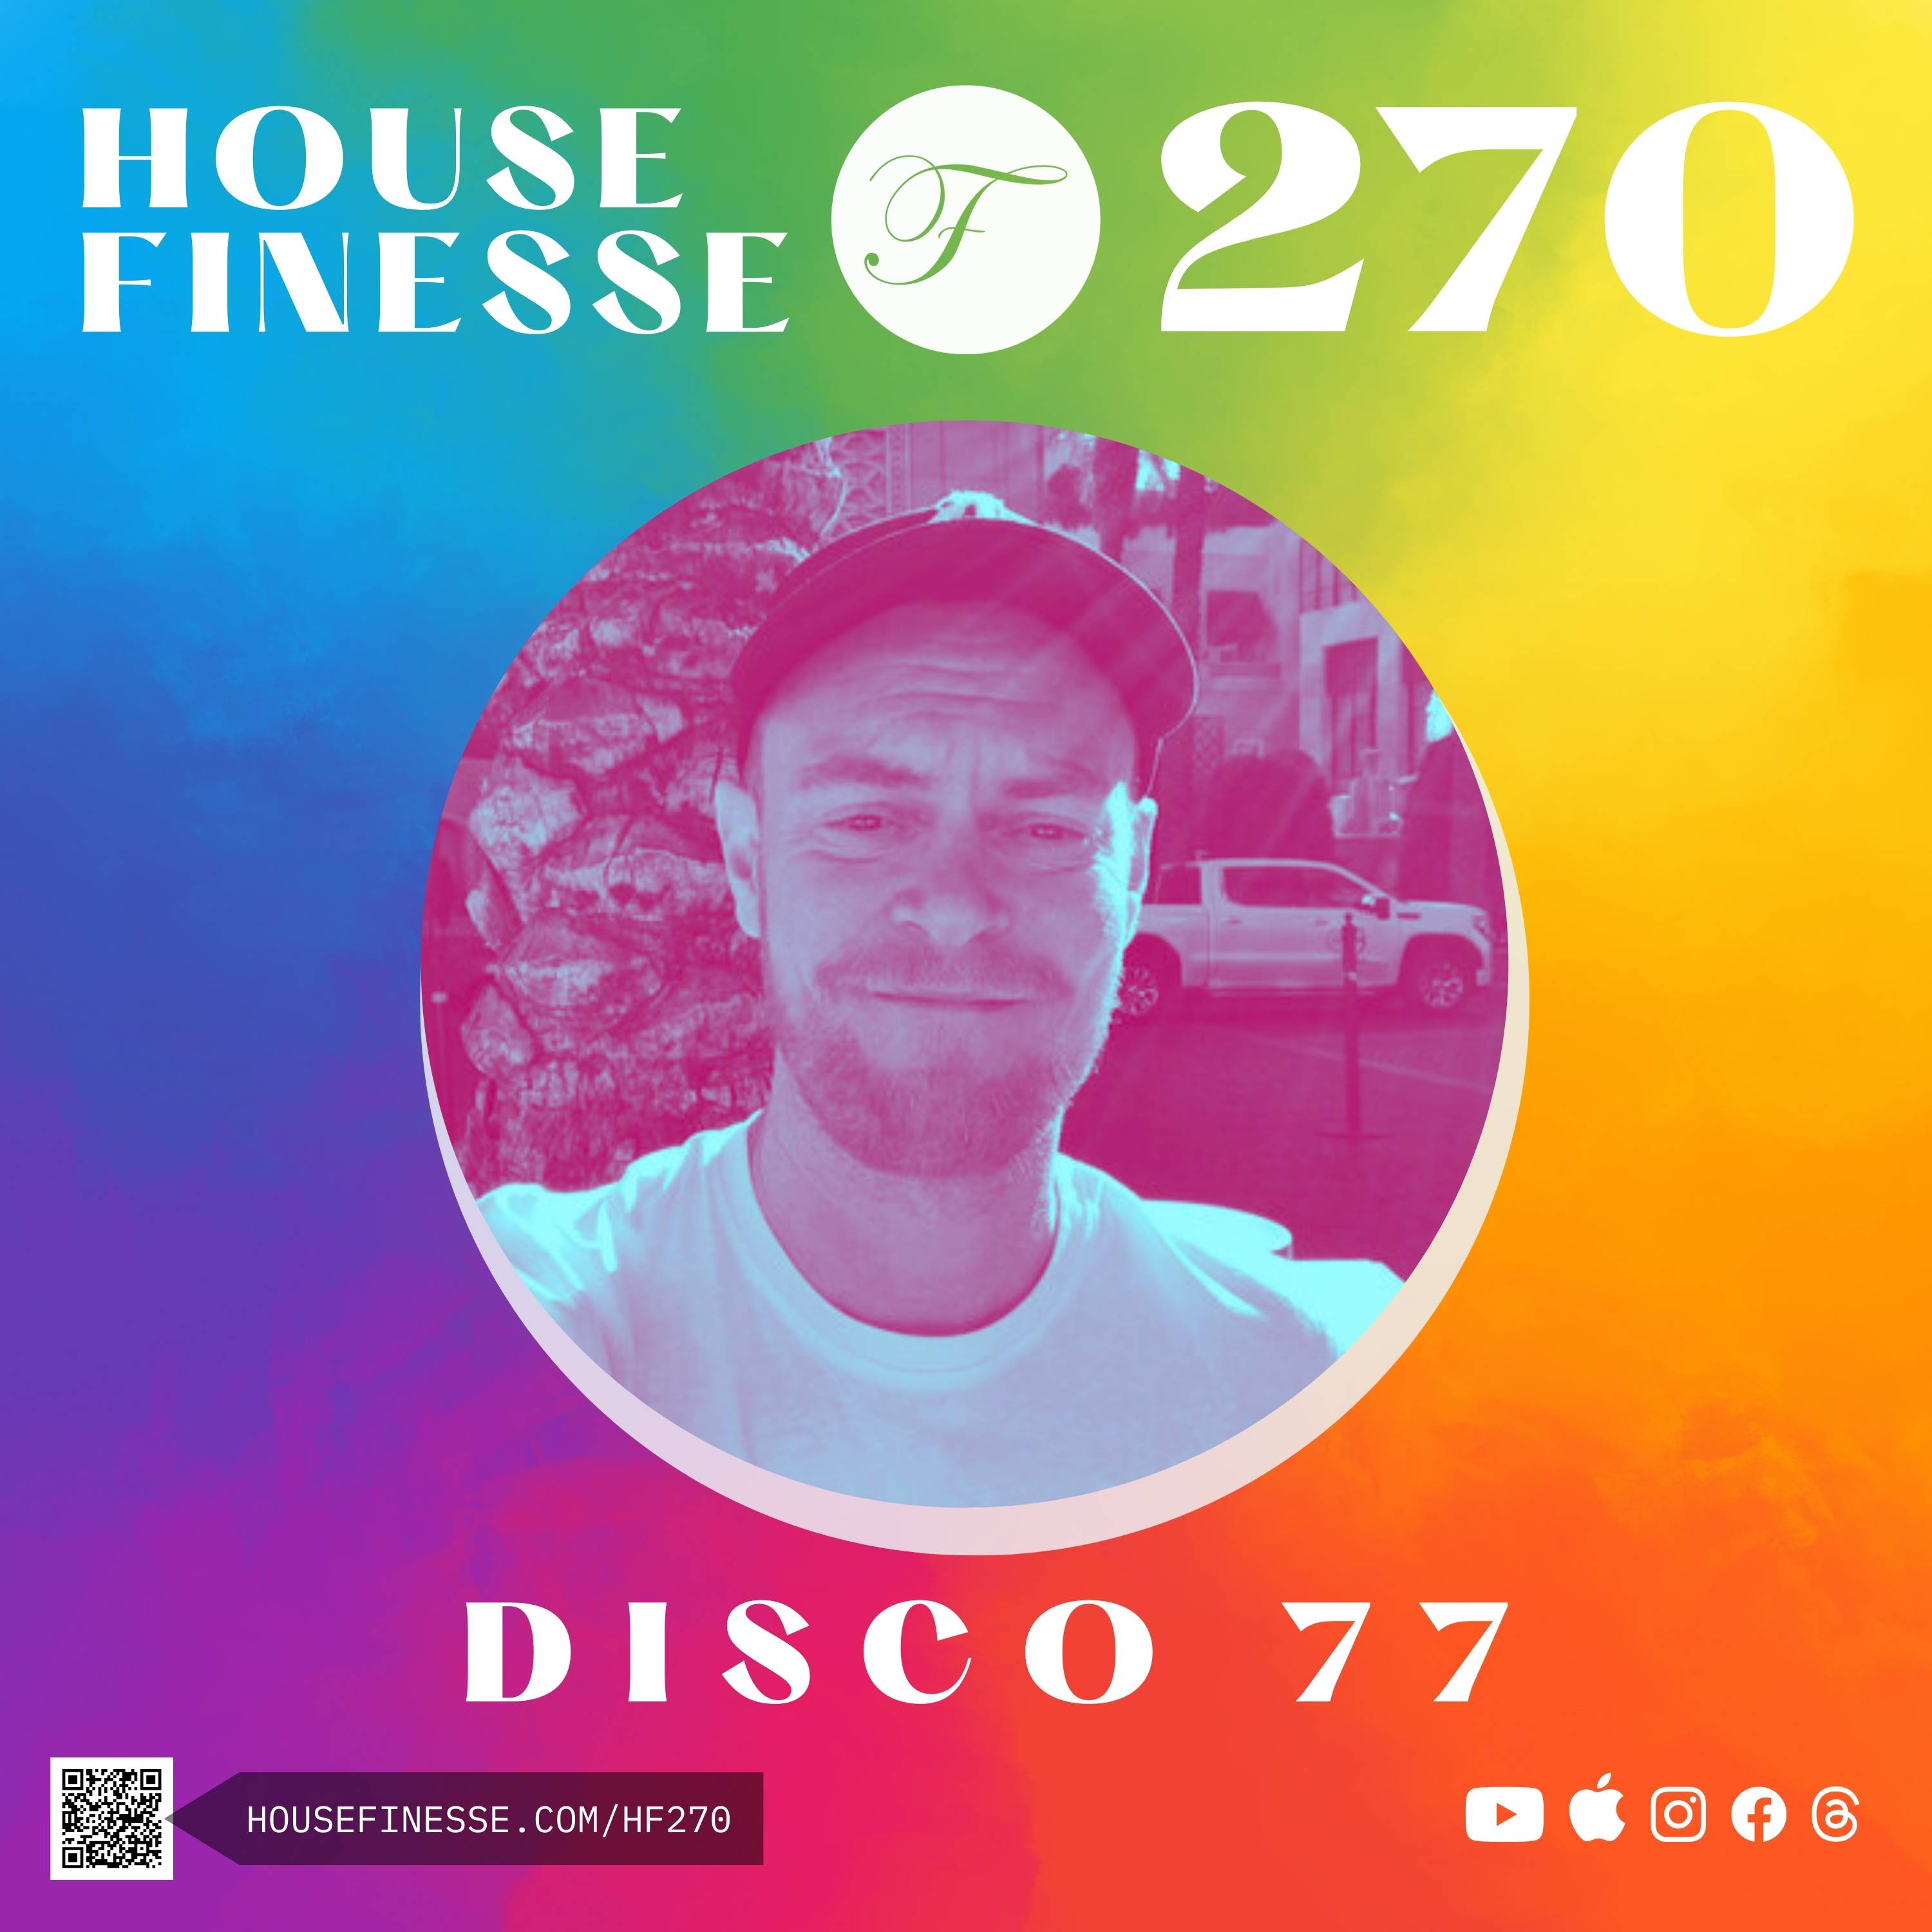 HOUSE
FINESSE
F
270
DISCO 77
HOUSEFINESSE.COM/HF270